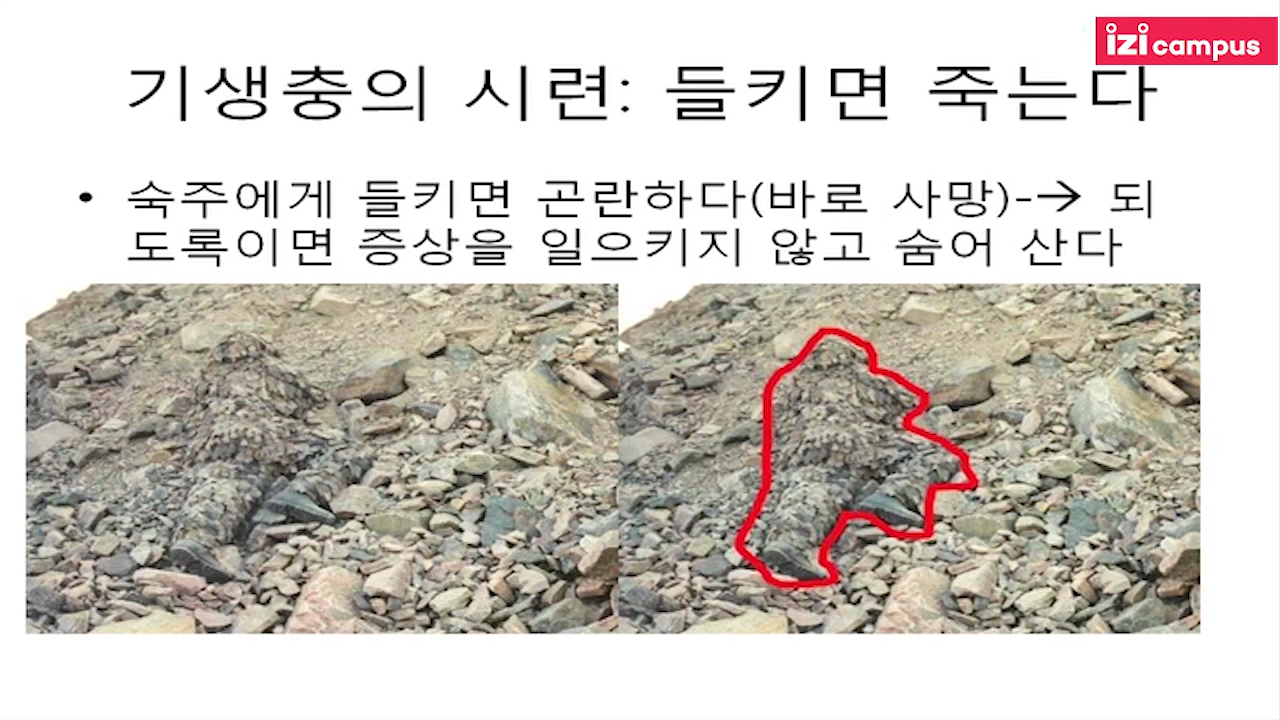 izi campus
기생충의 시련: 들키면 죽는다
• 숙주에게 들키면 곤란하다(바로 사망)-→ 되
도록이면 증상을 일으키지 않고 숨어 산다